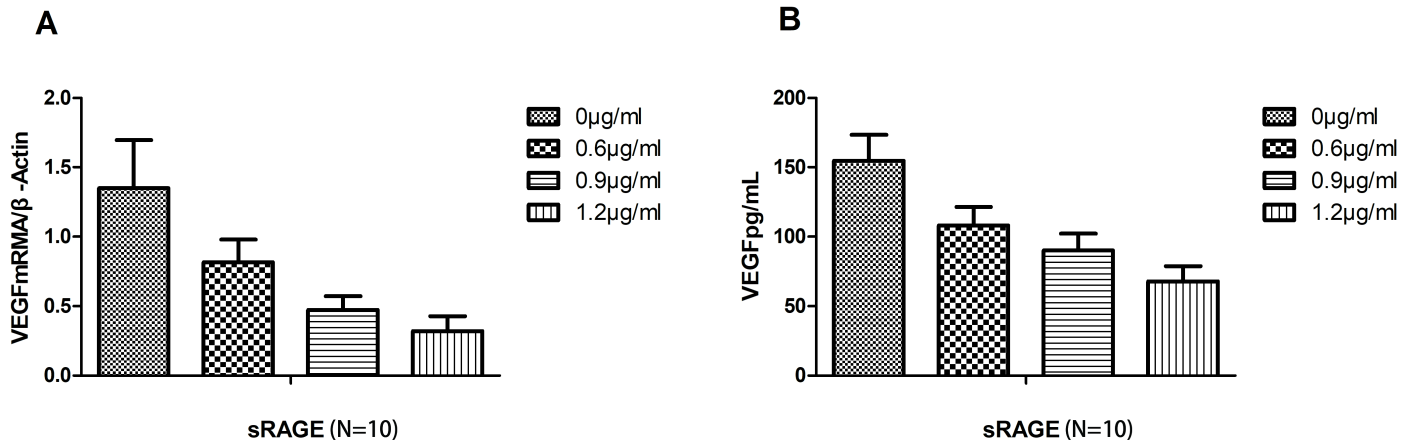 A
VEGFmRMA/β -Actin
2.0
1.5
1.0
0.5
0.0
0µg/ml
0.6µg/ml
0.9µg/ml
1.2µg/ml
sRAGE (N=10)
B
VEGFpg/mL
200
150
100
50
0
0µg/ml
0.6µg/ml
0.9µg/ml
1.2µg/ml
sRAGE (N=10)